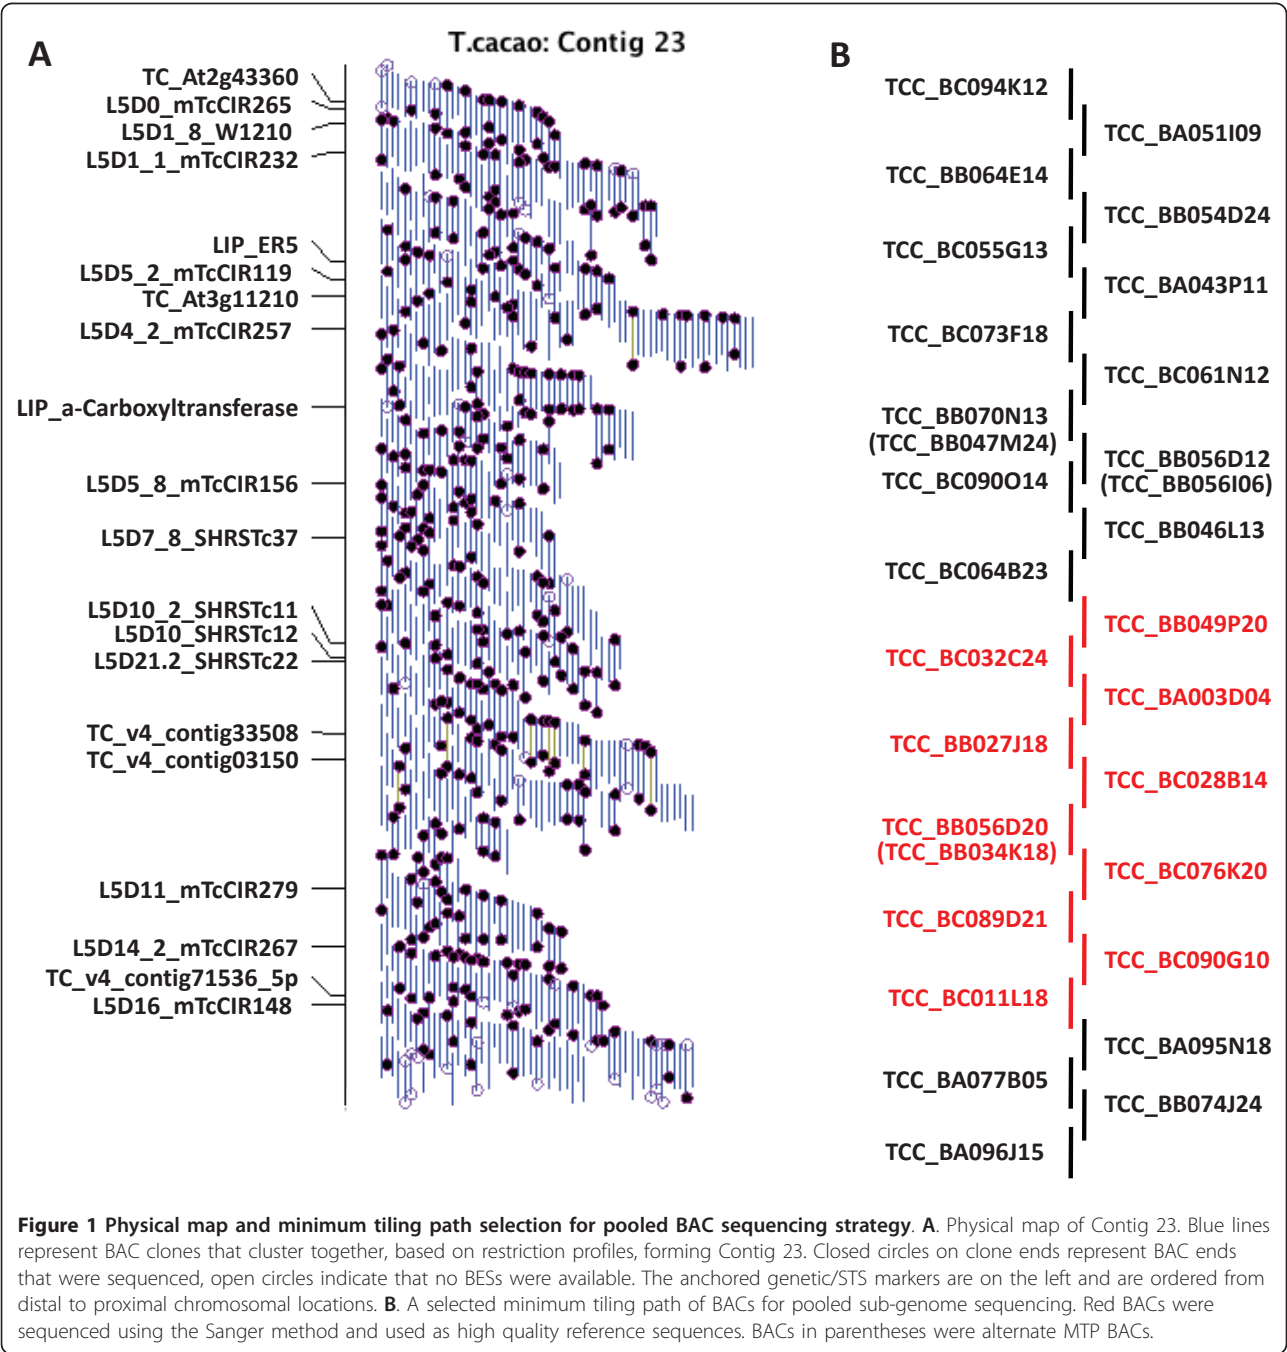 A
T.cacao: Contig 23
TC_At2g43360
L5D0_mTcCIR265
L5D1_8_W1210
L5D1_1_mTcCIR232
LIP_ER5
L5D5_2_mTcCIR119
TC_At3g11210
L5D4_2_mTcCIR257
LIP_a-Carboxyltransferase
L5D5_8_mTcCIR156
L5D7_8_SHRSTc37
L5D10_2_SHRSTc11
L5D10_SHRSTc12
L5D21.2_SHRSTc22
TC_v4_contig33508
TC_v4_contig03150
L5D11_mTcCIR279
L5D14_2_mTcCIR267
TC_v4_contig71536_5p
L5D16_mTcCIR148
B
TCC_BC094K12
TCC_BA051I09
TCC_BB064E14
TCC_BB054D24
TCC_BC055G13
TCC_BA043P11
TCC_BC073F18
TCC_BC061N12
TCC_BB070N13
(TCC_BB047M24)
TCC_BB056D12
(TCC_BB056I06)
TCC_BC090O14
TCC_BB046L13
TCC_BC064B23
TCC_BB049P20
TCC_BC032C24
TCC_BA003D04
TCC_BB027J18
TCC_BC028B14
TCC_BB056D20
(TCC_BB034K18)
TCC_BC076K20
TCC_BC089D21
TCC_BC090G10
TCC_BC011L18
TCC_BA095N18
TCC_BA077B05
TCC_BB074J24
TCC_BA096J15
Figure 1 Physical map and minimum tiling path selection for pooled BAC sequencing strategy. A. Physical map of Contig 23. Blue lines
represent BAC clones that cluster together, based on restriction profiles, forming Contig 23. Closed circles on clone ends represent BAC ends
that were sequenced, open circles indicate that no BESs were available. The anchored genetic/STS markers are on the left and are ordered from
distal to proximal chromosomal locations. B. A selected minimum tiling path of BACs for pooled sub-genome sequencing. Red BACs were
sequenced using the Sanger method and used as high quality reference sequences. BACs in parentheses were alternate MTP BACs.